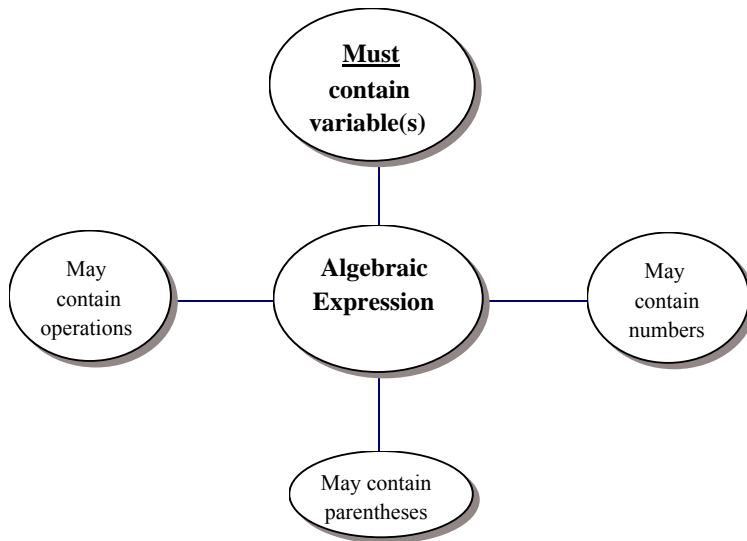 Must
contain
variable(s)
May
contain
operations
Algebraic
Expression
May
contain
numbers
May contain
parentheses